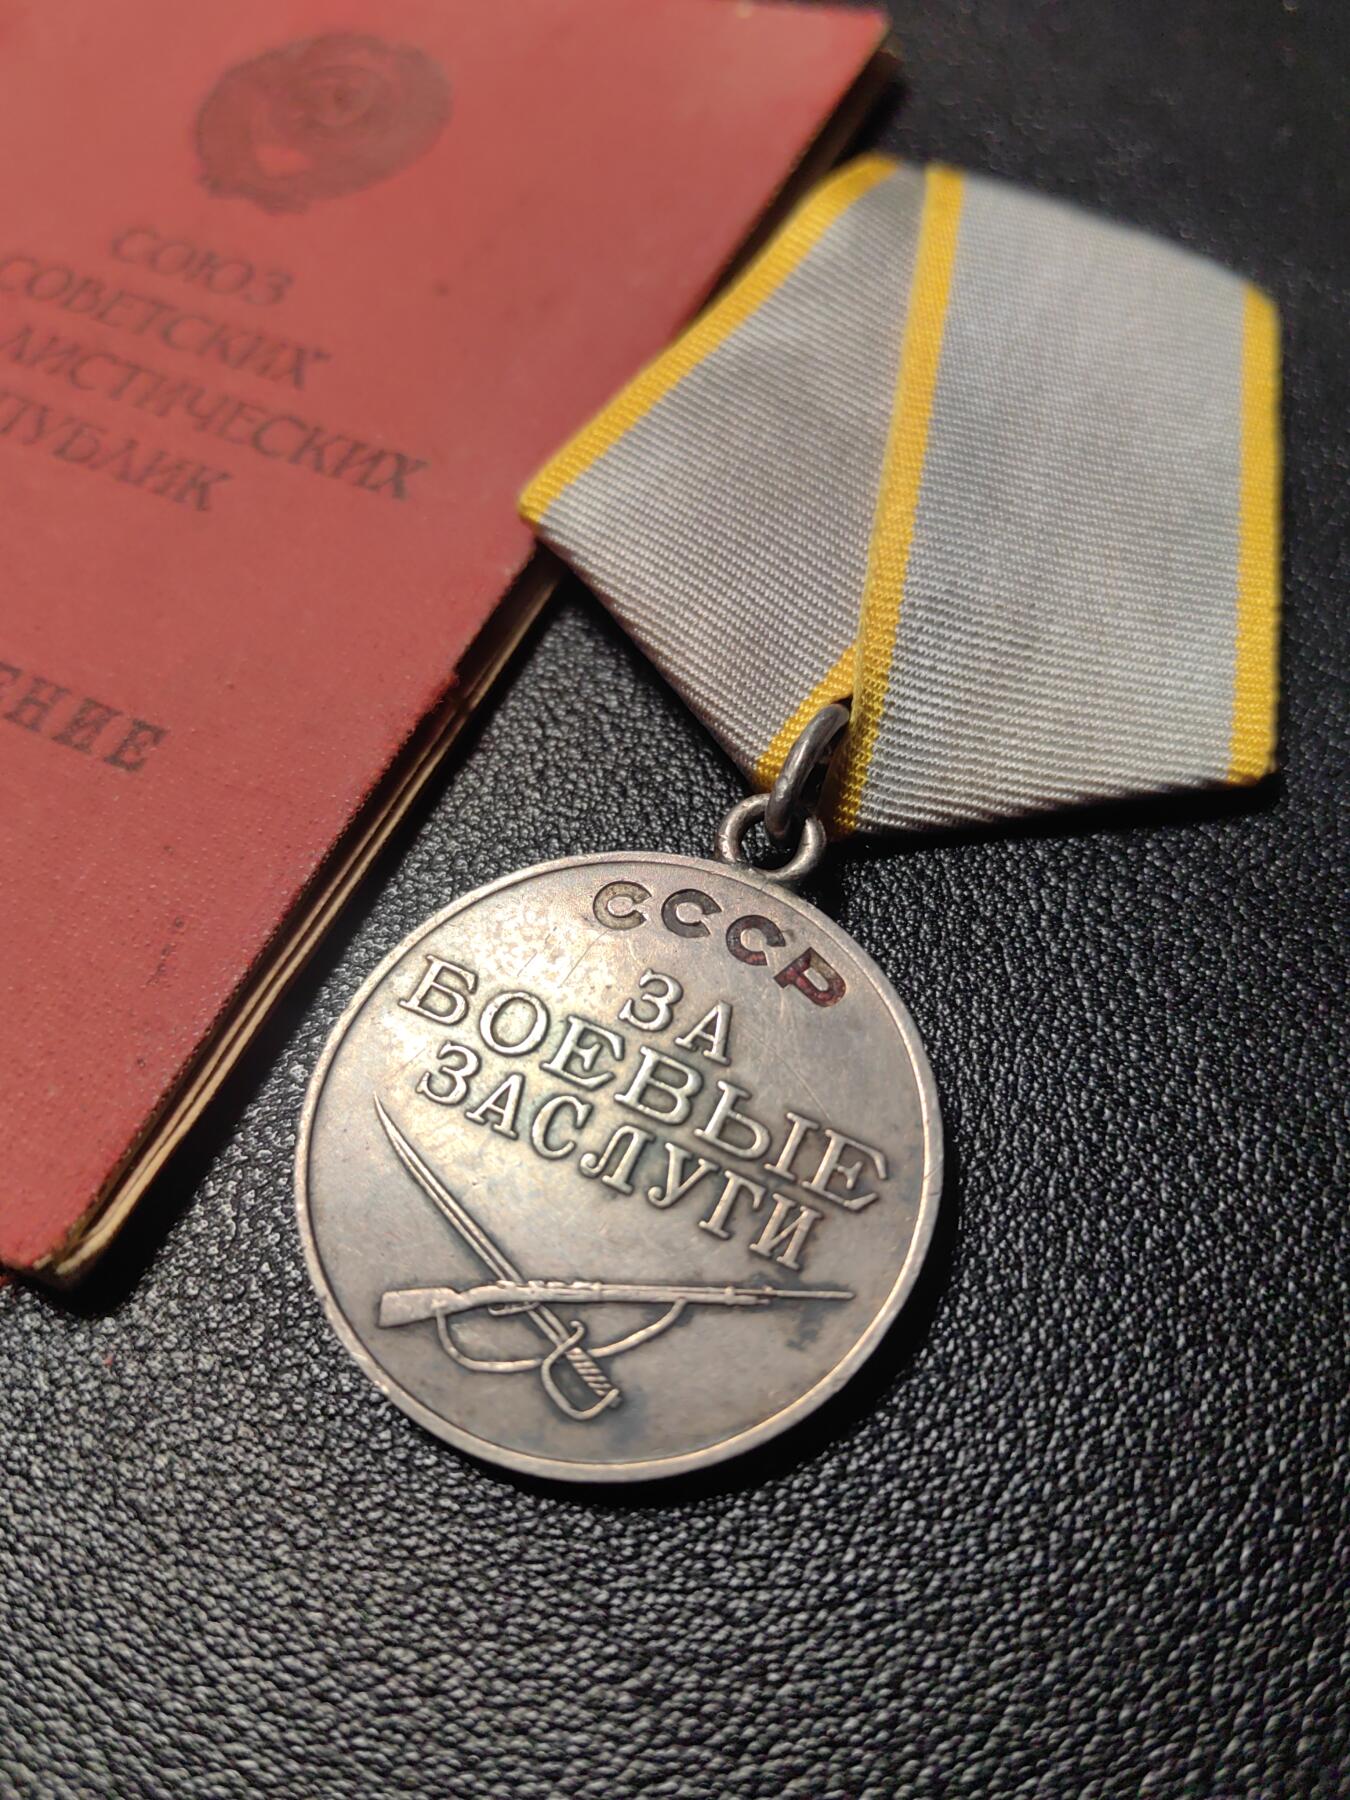 СОЮЗ
СОВЕТСКИХ
ЛИСТИЧЕСКИХ
ПУБЛИК
ЕНИЕ
СССР
ЗА
БОЕВЫЕ
ЗАСЛУГИ